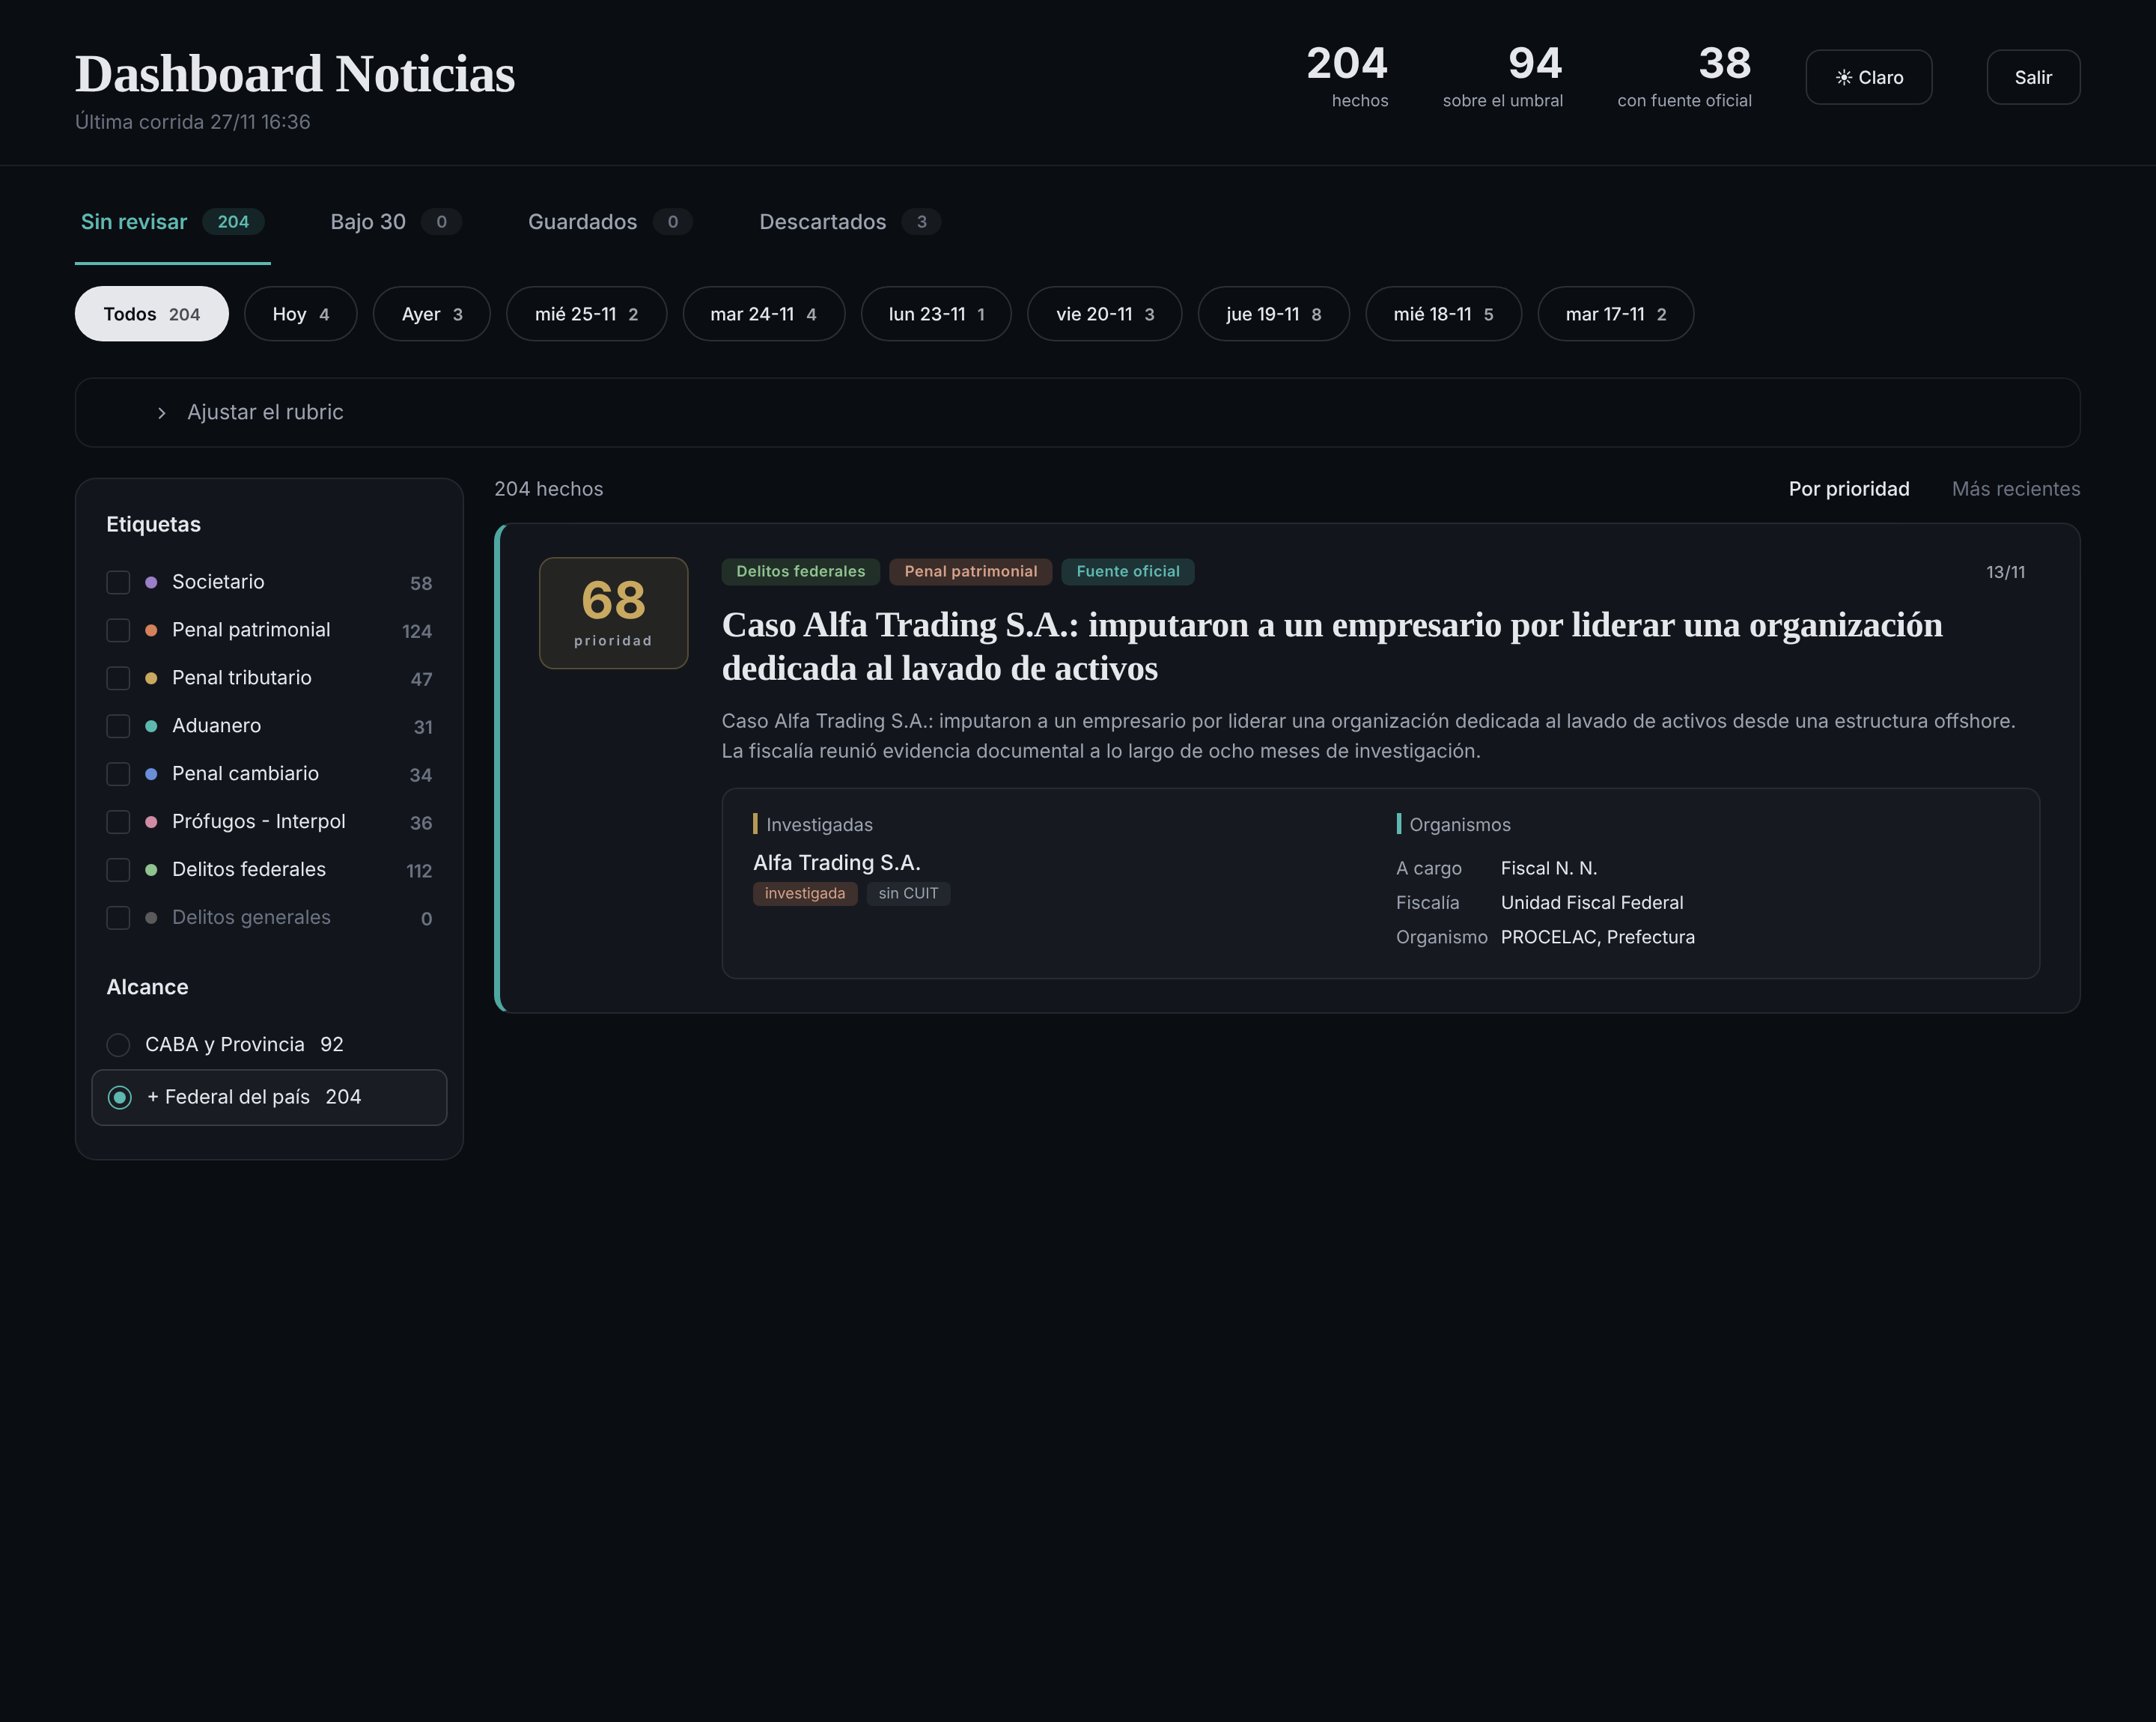 Dashboard Noticias
Última corrida 27/11 16:36
204
hechos
94
sobre el umbral
38
con fuente oficial
☀ Claro
Salir
Sin revisar 204
Bajo 30 0
Guardados 0
Descartados 3
Todos 204
Hoy 4
Ayer 3
mié 25-11 2
mar 24-11 4
lun 23-11 1
vie 20-11 3
jue 19-11 8
mié 18-11 5
mar 17-11 2
› Ajustar el rubric
Etiquetas
Societario 58
Penal patrimonial 124
Penal tributario 47
Aduanero 31
Penal cambiario 34
Prófugos - Interpol 36
Delitos federales 112
Delitos generales 0
Alcance
CABA y Provincia 92
+ Federal del país 204
204 hechos
Por prioridad
Más recientes
68
prioridad
Delitos federales
Penal patrimonial
Fuente oficial
13/11
Caso Alfa Trading S.A.: imputaron a un empresario por liderar una organización
dedicada al lavado de activos
Caso Alfa Trading S.A.: imputaron a un empresario por liderar una organización dedicada al lavado de activos desde una estructura offshore.
La fiscalía reunió evidencia documental a lo largo de ocho meses de investigación.
Investigadas
Alfa Trading S.A.
investigada
sin CUIT
Organismos
A cargo Fiscal N. N.
Fiscalía Unidad Fiscal Federal
Organismo PROCELAC, Prefectura